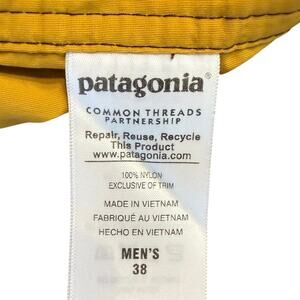 patagonia®
COMMON THREADS
PARTNERSHIP
Repair, Reuse, Recycle
This Product
www.patagonia.com
100% NYLON
EXCLUSIVE OF TRIM
MADE IN VIETNAM
FABRIQUÉ AU VIETNAM
HECHO EN VIETNAM
MEN'S
38